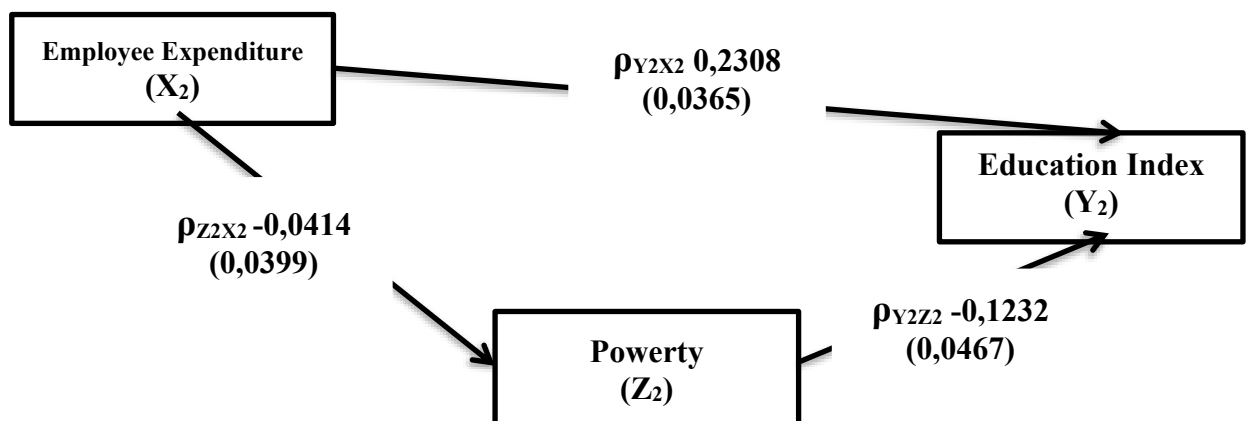 Employee Expenditure
(X₂)
ρY2X2 0,2308
(0,0365)
Education Index
(Y₂)
ρZ2X2 -0,0414
(0,0399)
ρY2Z2 -0,1232
(0,0467)
Powerty
(Z₂)